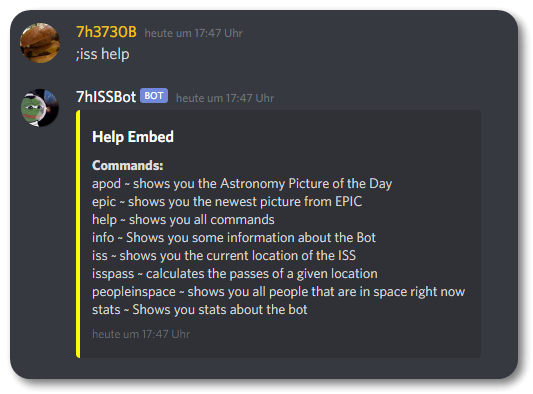 7h3730B heute um 17:47 Uhr
;iss help
7hISSBot BOT heute um 17:47 Uhr
Help Embed
Commands:
apod ~ shows you the Astronomy Picture of the Day
epic ~ shows you the newest picture from EPIC
help ~ shows you all commands
info ~ Shows you some information about the Bot
iss ~ shows you the current location of the ISS
isspass ~ calculates the passes of a given location
peopleinspace ~ shows you all people that are in space right now
stats ~ Shows you stats about the bot
heute um 17:47 Uhr